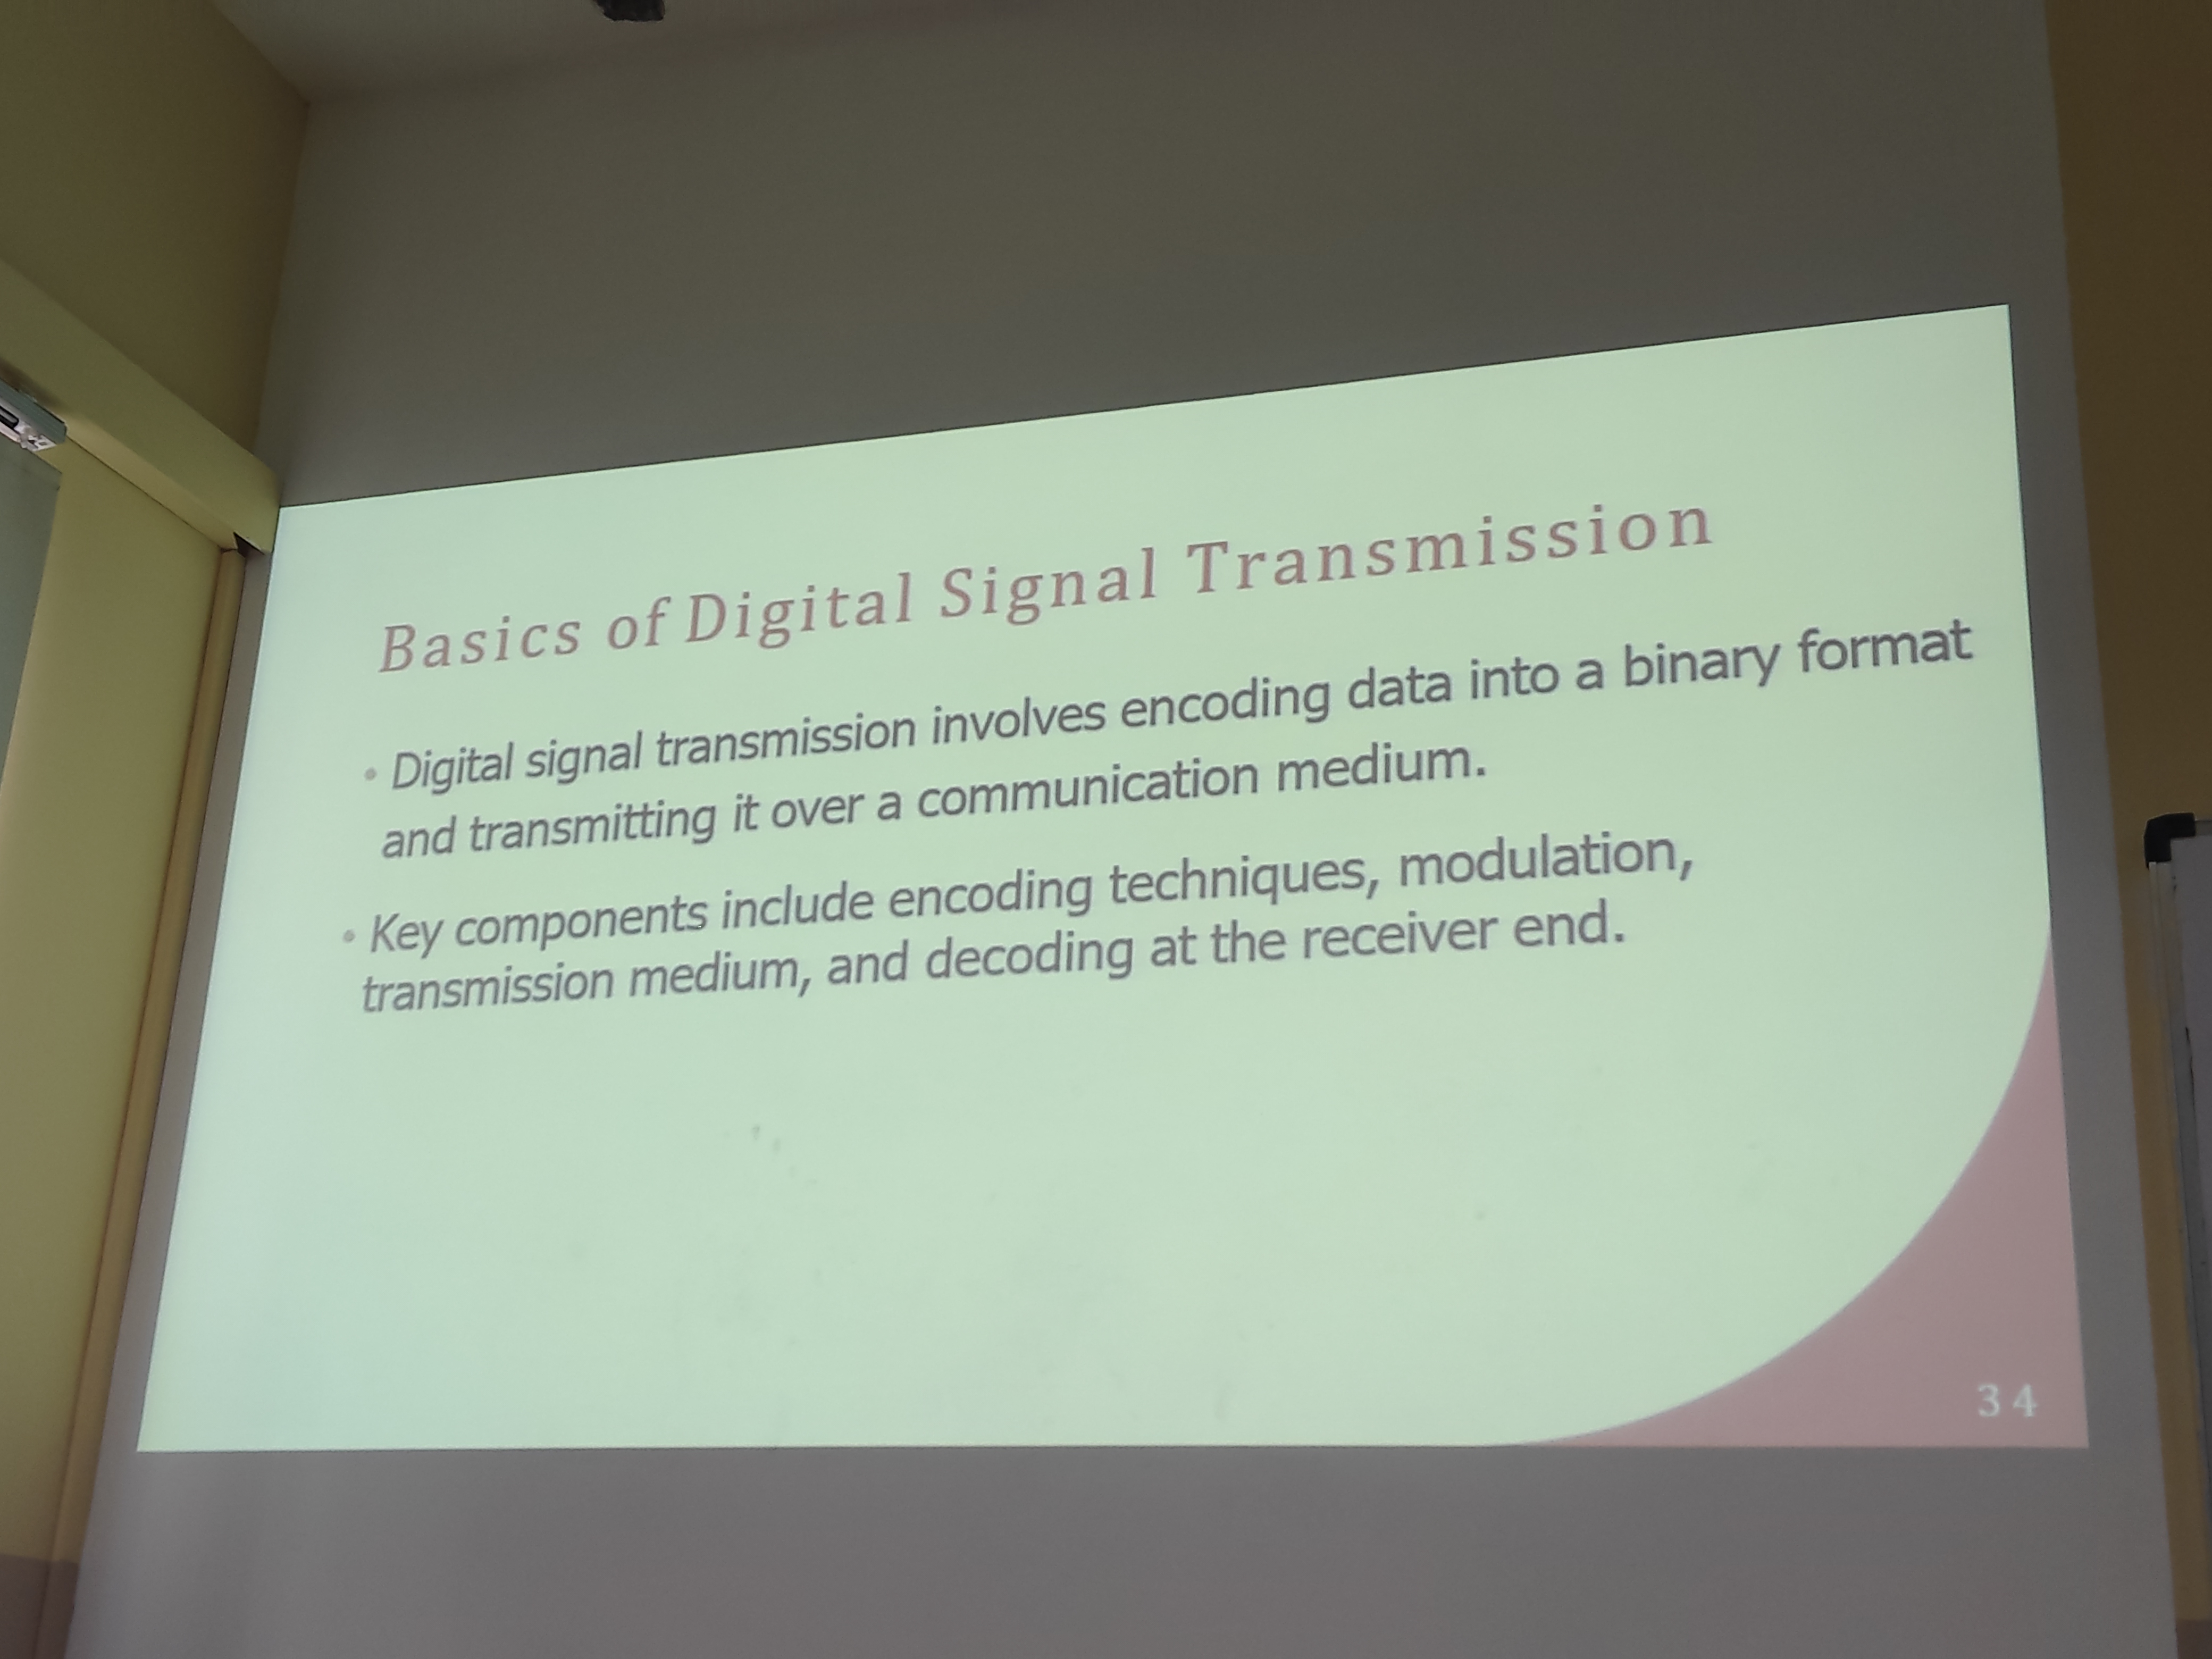 Basics of Digital Signal Transmission
• Digital signal transmission involves encoding data into a binary format
and transmitting it over a communication medium.
• Key components include encoding techniques, modulation,
transmission medium, and decoding at the receiver end.
34